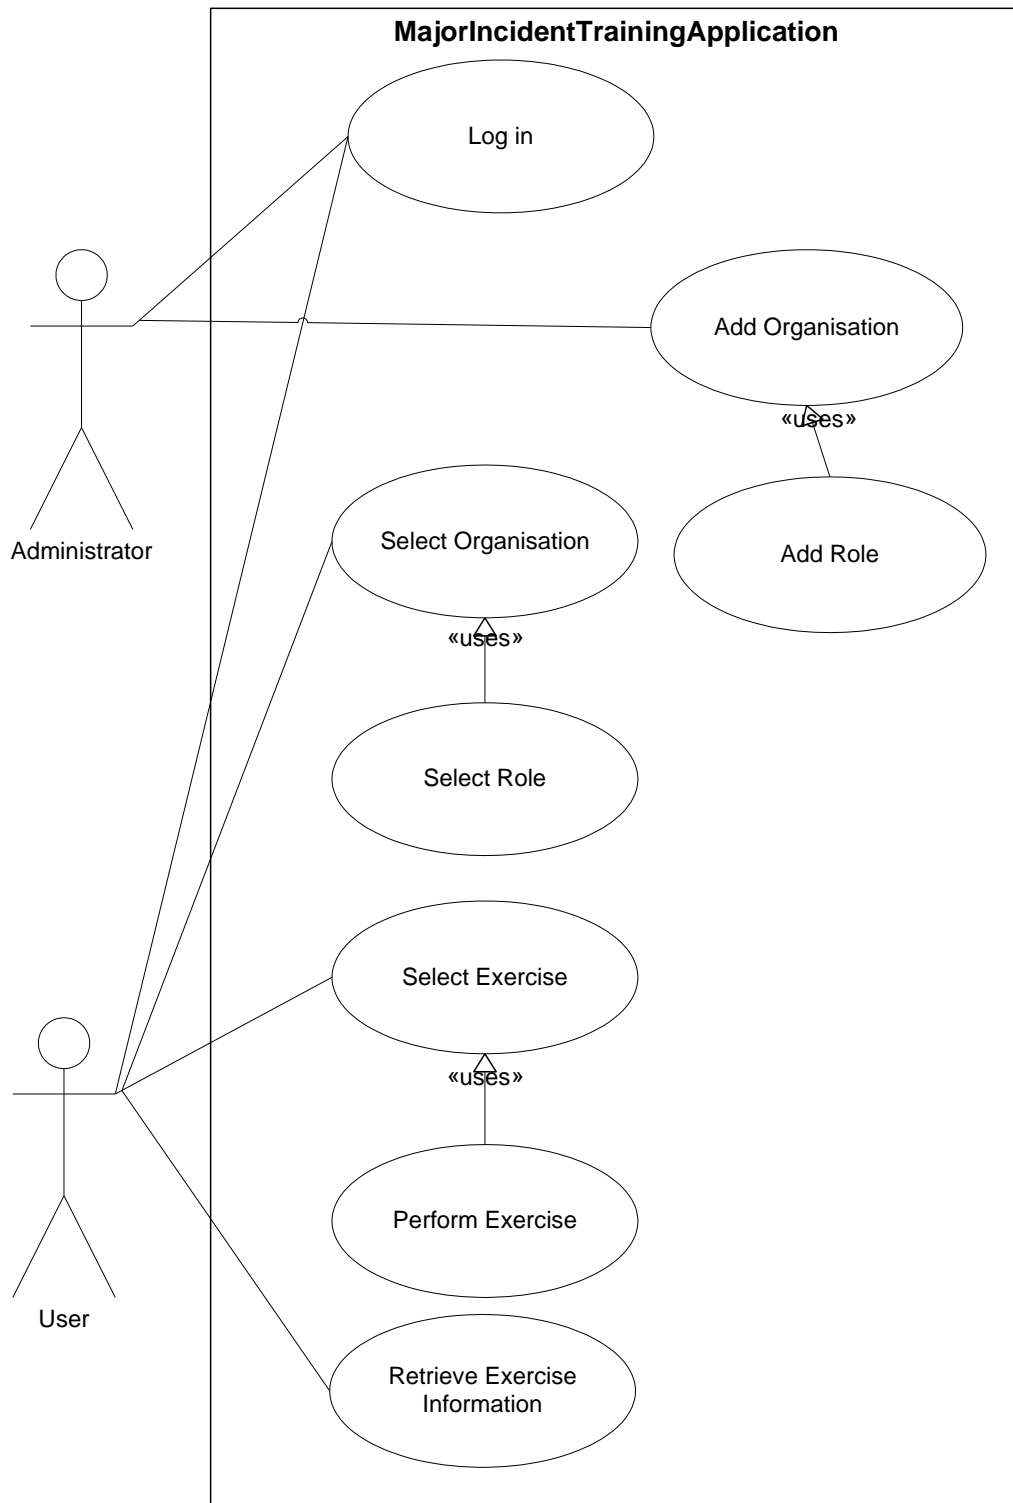 MajorIncidentTrainingApplication
Log in
Add Organisation
«uses»
Add Role
Administrator
Select Organisation
«uses»
Select Role
Select Exercise
«uses»
Perform Exercise
User
Retrieve Exercise
Information